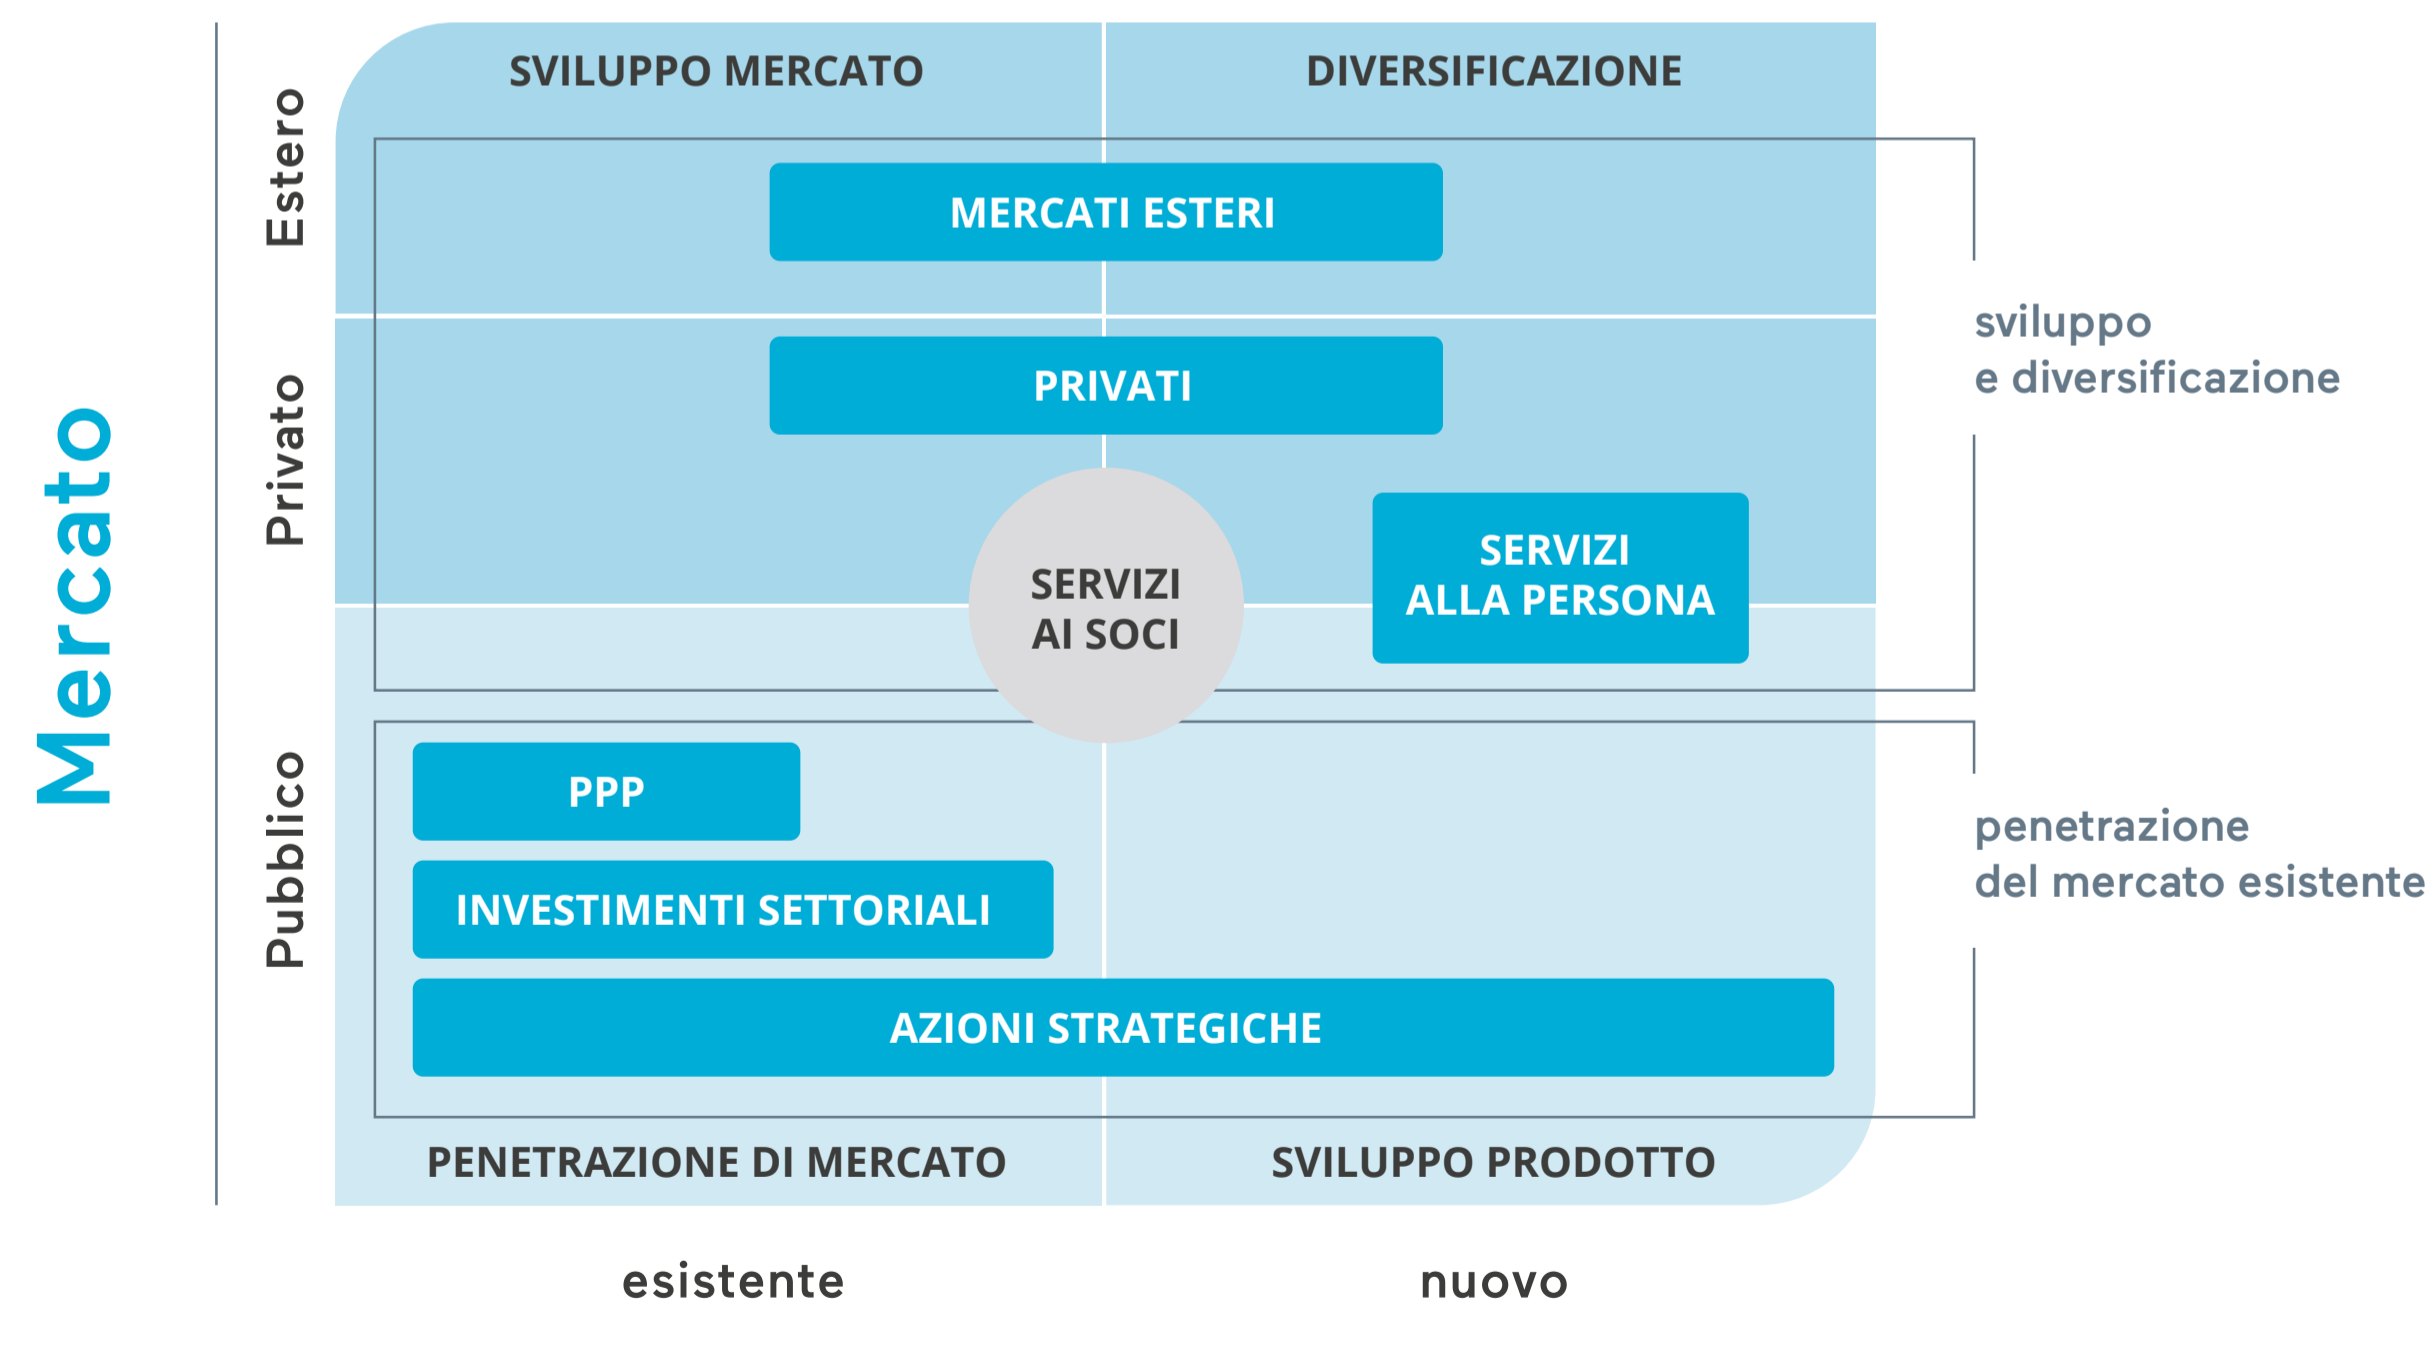 Mercato
Estero
Privato
Pubblico
SVILUPPO MERCATO
DIVERSIFICAZIONE
MERCATI ESTERI
PRIVATI
SERVIZI
AI SOCI
SERVIZI
ALLA PERSONA
sviluppo
e diversificazione
PPP
INVESTIMENTI SETTORIALI
AZIONI STRATEGICHE
penetrazione
del mercato esistente
PENETRAZIONE DI MERCATO
SVILUPPO PRODOTTO
esistente
nuovo